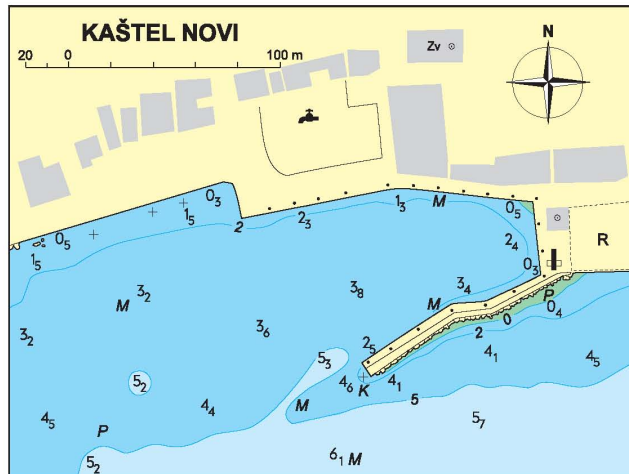 KAŠTEL NOVI
20 0 100 m
Zv
N
0₃
1₅
2
2₃
1₃
M
0₅
0₅
1₅
2₄
R
0₃
3₂
M
3₈
3₄
M
P
0₄
3₂
3₆
2
0
2₅
5₃
4₁
4₅
5₂
4₆
4₁
K
5
4₅
4₄
M
5₇
P
5₂
6₁ M